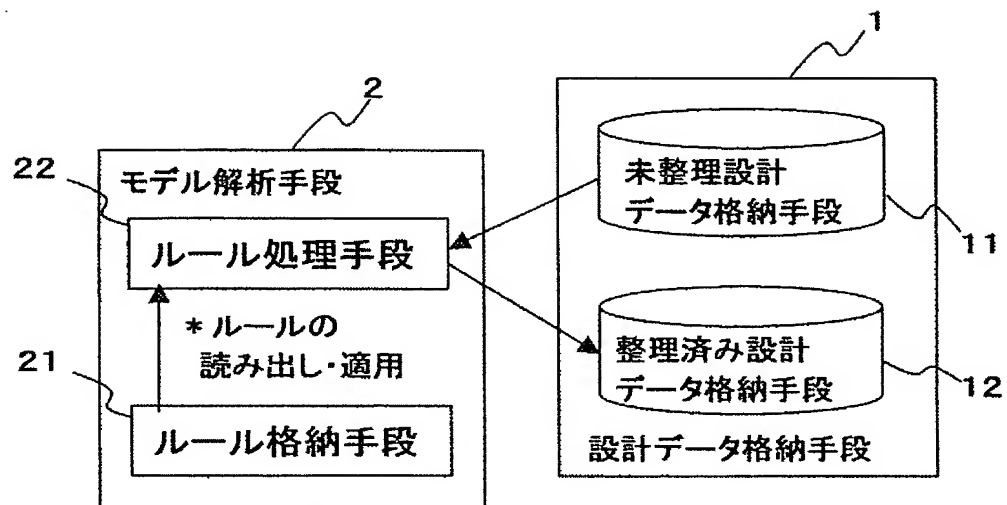 1
2
22
モデル解析手段
ルール処理手段
*ルールの
読み出し・適用
21
ルール格納手段
未整理設計
データ格納手段
11
整理済み設計
データ格納手段
12
設計データ格納手段